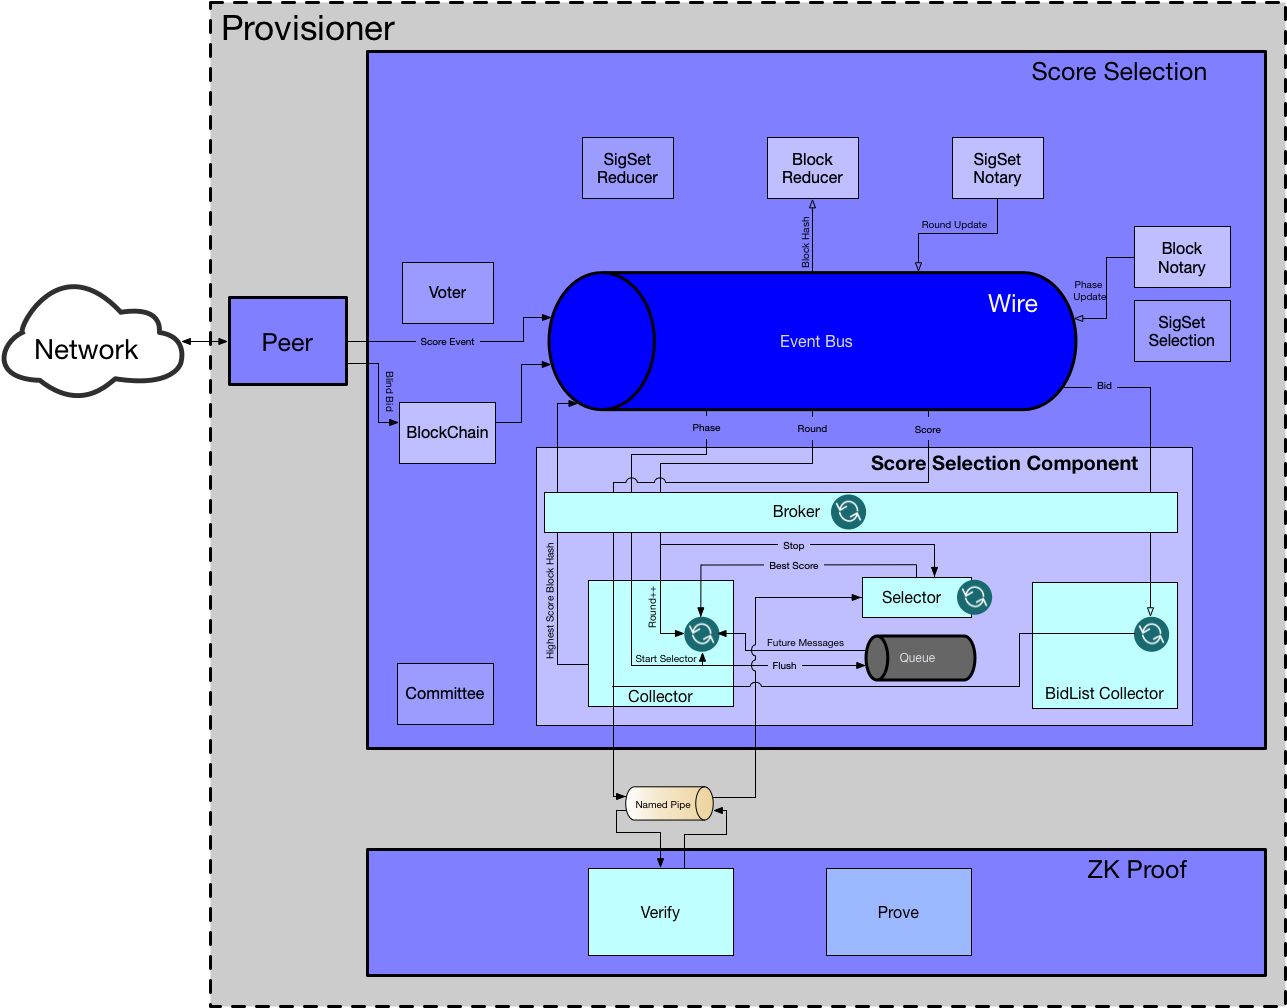 Provisioner
Score Selection
SigSet
Reducer
Block
Reducer
SigSet
Notary
Block Hash
Round Update
Block
Notary
Phase
Update
Voter
Wire
SigSet
Selection
Network
Peer
Score Event
Event Bus
Blind Bid
BlockChain
Bid
Phase
Round
Score
Score Selection Component
Broker
Highest Score Block Hash
Stop
Best Score
Round++
Selector
Future Messages
Start Selector
Flush
Queue
Committee
Collector
BidList Collector
Named Pipe
ZK Proof
Verify
Prove